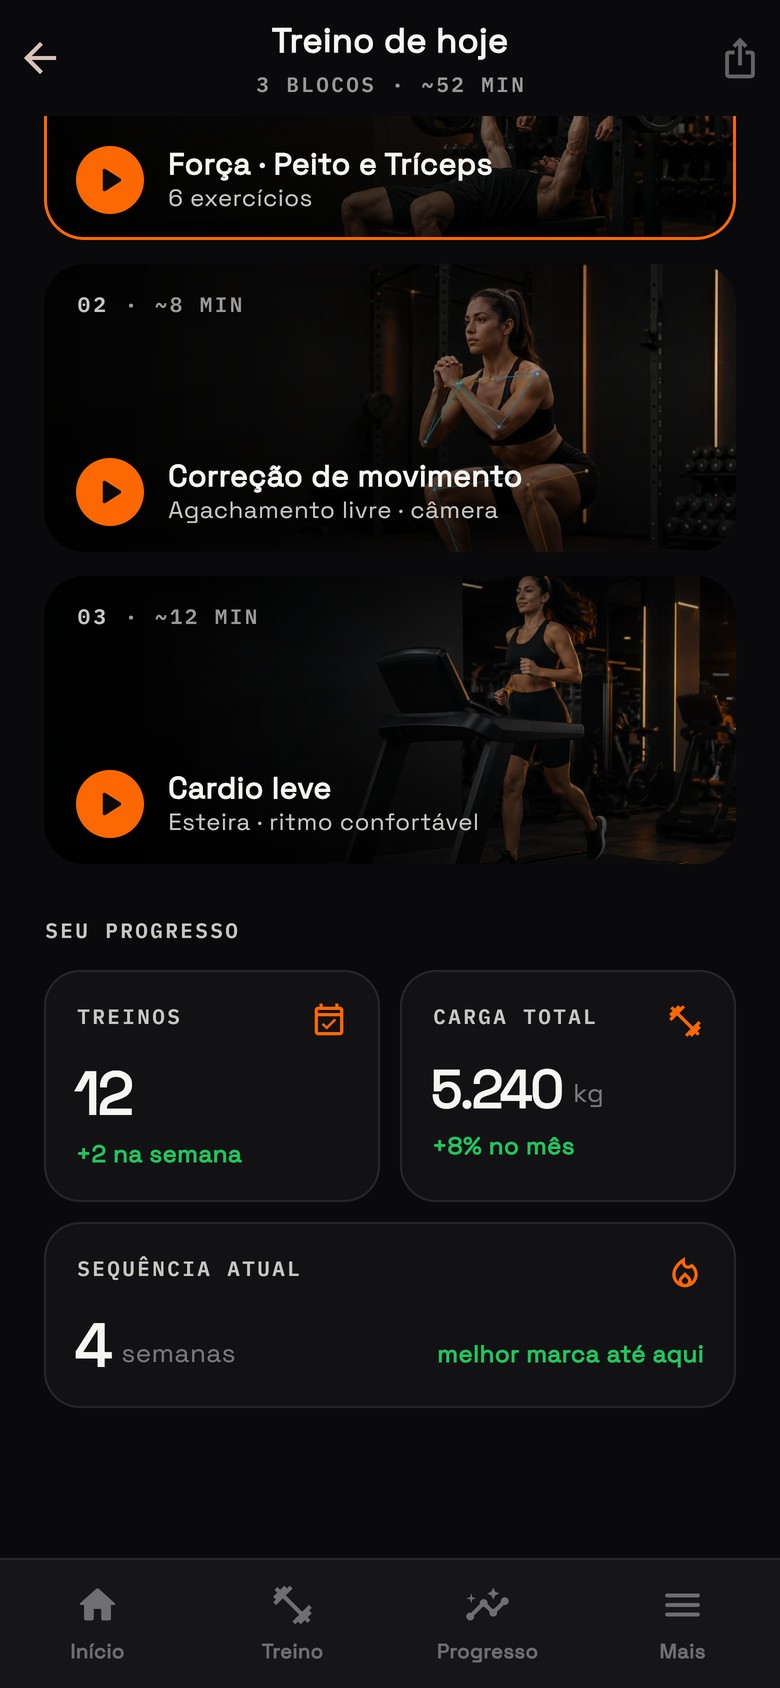 Treino de hoje
3 BLOCOS · ~52 MIN
Força · Peito e Tríceps
6 exercícios
02 · ~8 MIN
Correção de movimento
Agachamento livre · câmera
03 · ~12 MIN
Cardio leve
Esteira · ritmo confortável
SEU PROGRESSO
TREINOS
12
+2 na semana
CARGA TOTAL
5.240 kg
+8% no mês
SEQUÊNCIA ATUAL
4 semanas
melhor marca até aqui
Início
Treino
Progresso
Mais